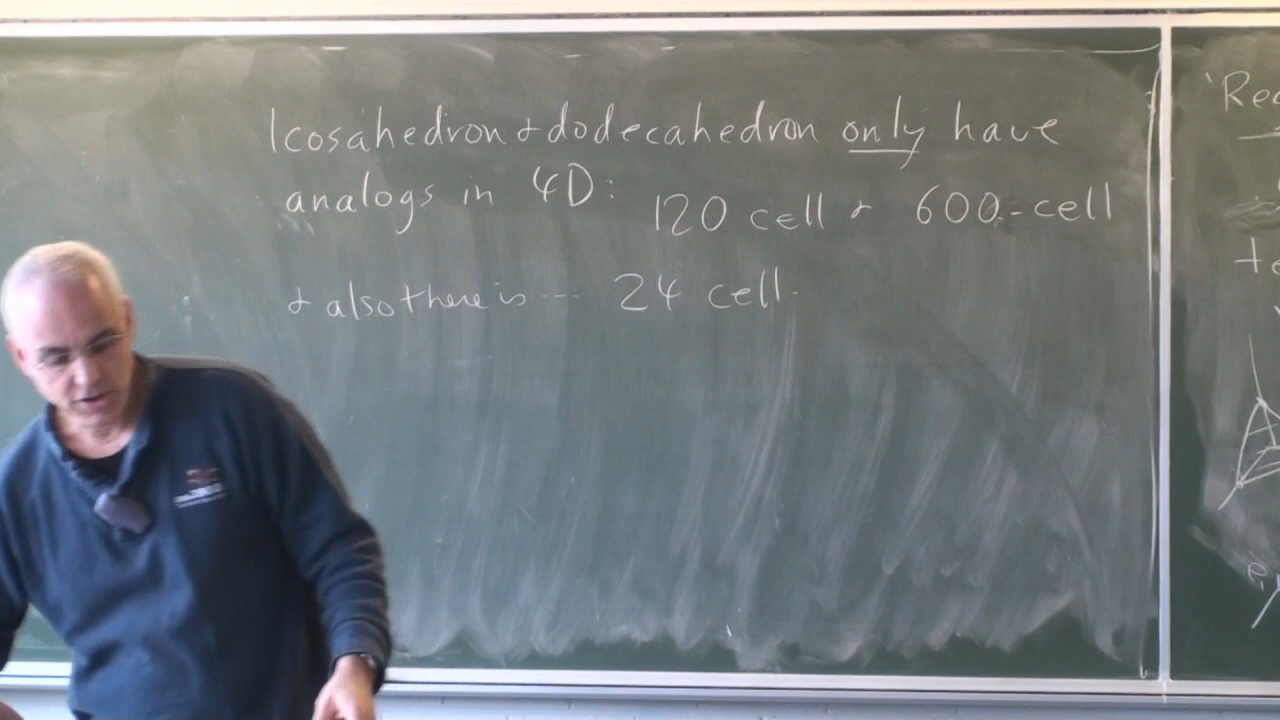 Icosahedron + dodecahedron only have
analogs in 4D: 120 cell + 600-cell
+ also there is ... 24 cell.